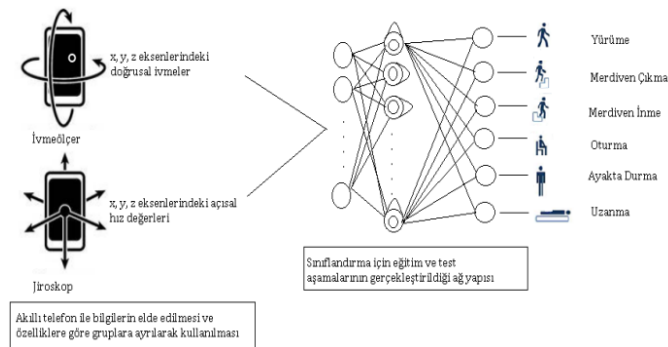 x, y, z eksenlerindeki
doğrusal ivmeler
İvmeölçer
x, y, z eksenlerindeki açısal
hız değerleri
Jiroskop
Akıllı telefon ile bilgilerin elde edilmesi ve
özelliklere göre gruplara ayrılarak kullanılması
Sınıflandırma için eğitim ve test
aşamalarının gerçekleştirildiği ağ yapısı
Yürüme
Merdiven Çıkma
Merdiven İnme
Oturma
Ayakta Durma
Uzanma